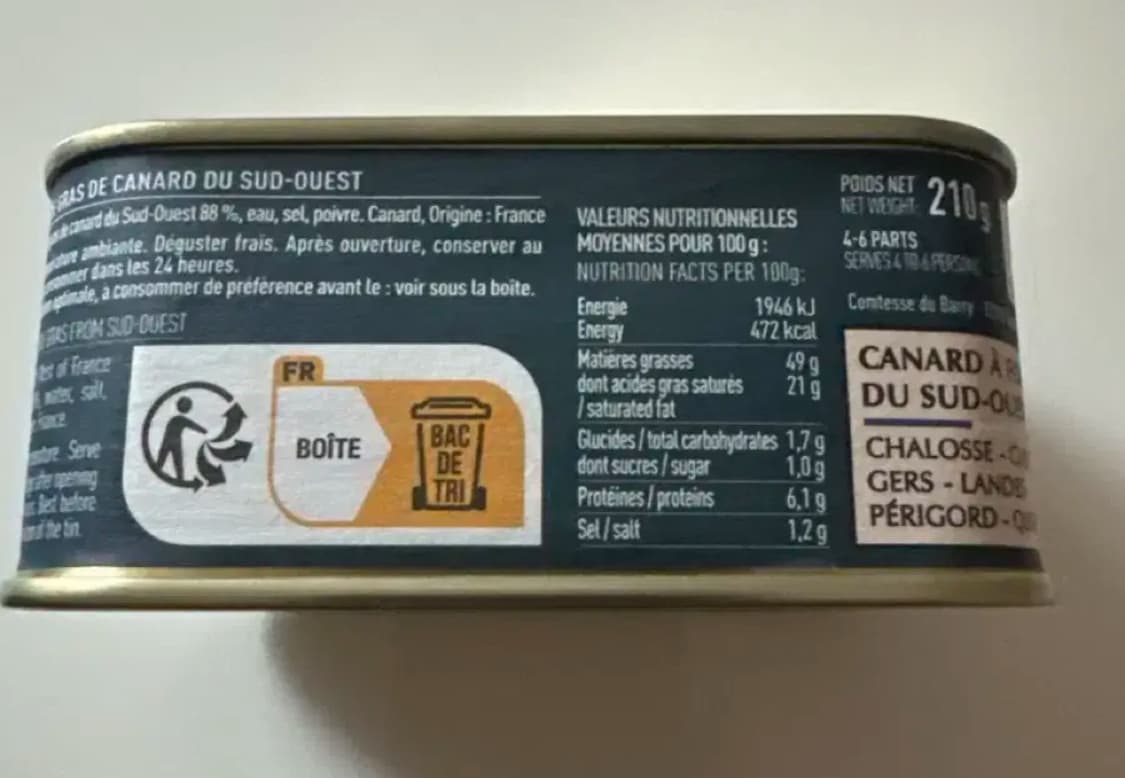 GRAS DE CANARD DU SUD-OUEST
canard du Sud-Ouest 88 %, eau, sel, poivre. Canard, Origine : France
ambiante. Déguster frais. Après ouverture, conserver au
dans les 24 heures.
optimale, à consommer de préférence avant le : voir sous la boîte.
FROM SUD-OUEST
of France
water, salt,
Serve
after opening
Best before
of the tin.
FR
BOÎTE
BAC
DE
TRI
VALEURS NUTRITIONNELLES
MOYENNES POUR 100 g :
NUTRITION FACTS PER 100g:
Energie 1946 kJ
Energy 472 kcal
Matières grasses 49 g
dont acides gras saturés 21 g
/ saturated fat
Glucides / total carbohydrates 1,7 g
dont sucres / sugar 1,0 g
Protéines / proteins 6,1 g
Sel / salt 1,2 g
POIDS NET
NET WEIGHT 210g
4-6 PARTS
SERVES 4 TO 6
Comtesse du Barry
CANARD À
DU
CHALOSSE -
GERS - LANDES
PÉRIGORD -